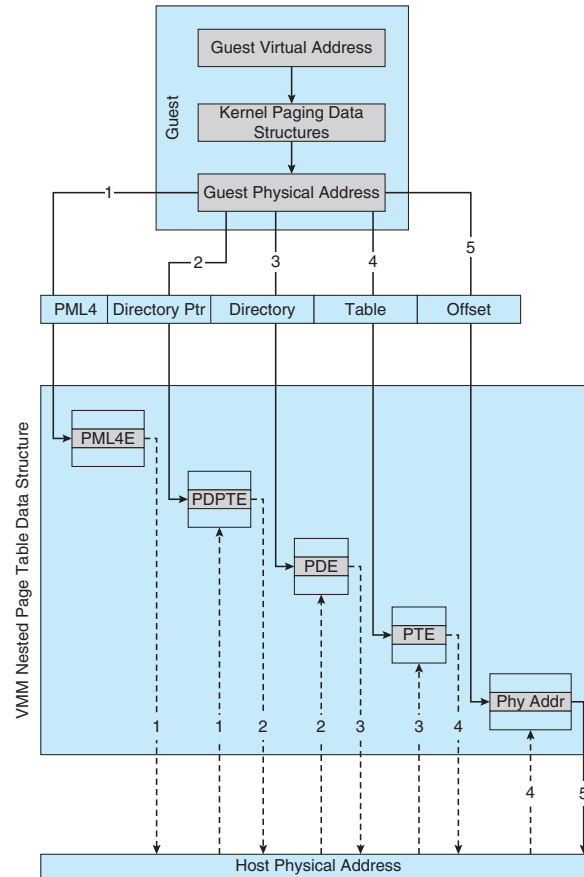 Guest Virtual Address
Kernel Paging Data
Structures
Guest
Guest Physical Address
1
2
3
4
5
PML4
Directory Ptr
Directory
Table
Offset
VMM Nested Page Table Data Structure
PML4E
PDPTE
PDE
PTE
Phy Addr
1
1
2
2
3
3
4
4
5
Host Physical Address